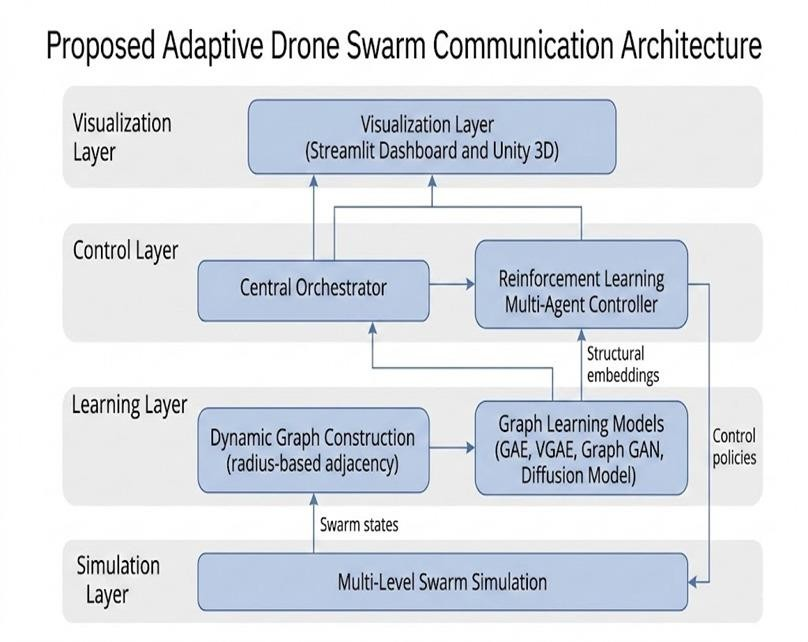 Proposed Adaptive Drone Swarm Communication Architecture
Visualization
Layer
Visualization Layer
(Streamlit Dashboard and Unity 3D)
Control Layer
Central Orchestrator
Reinforcement Learning
Multi-Agent Controller
Structural
embeddings
Learning Layer
Dynamic Graph Construction
(radius-based adjacency)
Graph Learning Models
(GAE, VGAE, Graph GAN,
Diffusion Model)
Control
policies
Swarm states
Simulation
Layer
Multi-Level Swarm Simulation